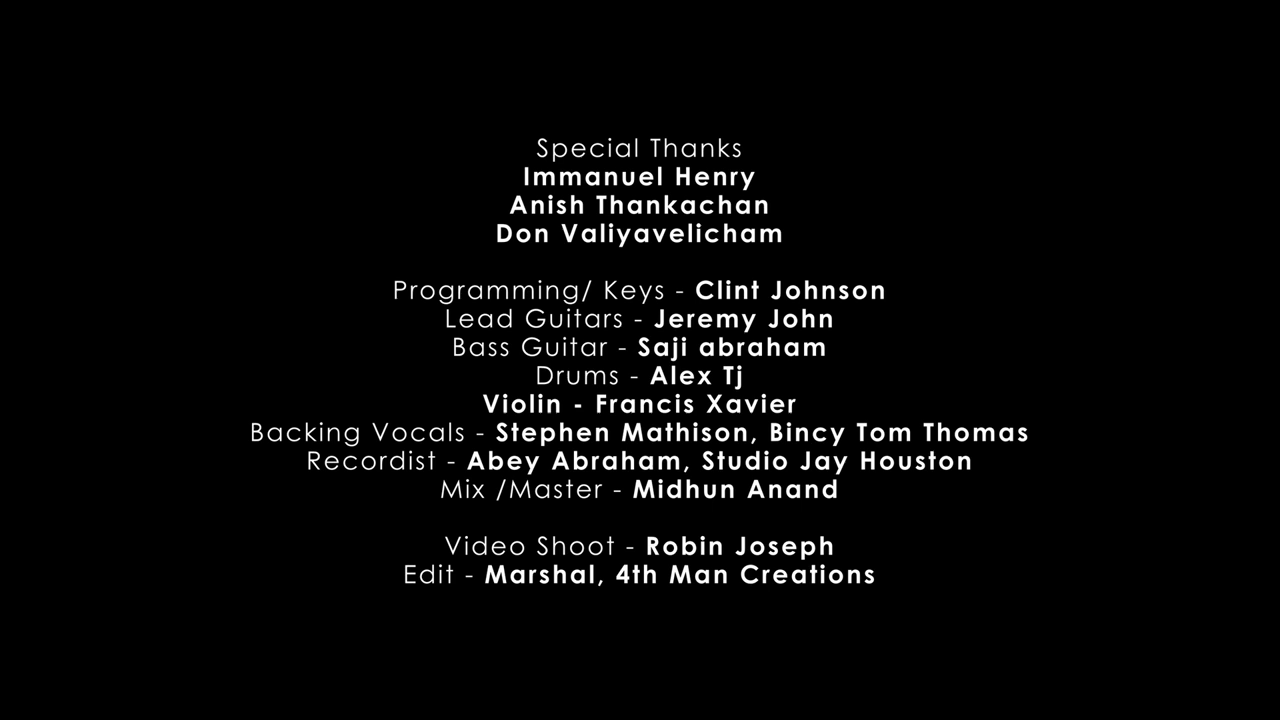 Special Thanks
Immanuel Henry
Anish Thankachan
Don Valiyavelicham
Programming/ Keys - Clint Johnson
Lead Guitars - Jeremy John
Bass Guitar - Saji abraham
Drums - Alex Tj
Violin - Francis Xavier
Backing Vocals - Stephen Mathison, Bincy Tom Thomas
Recordist - Abey Abraham, Studio Jay Houston
Mix /Master - Midhun Anand
Video Shoot - Robin Joseph
Edit - Marshal, 4th Man Creations